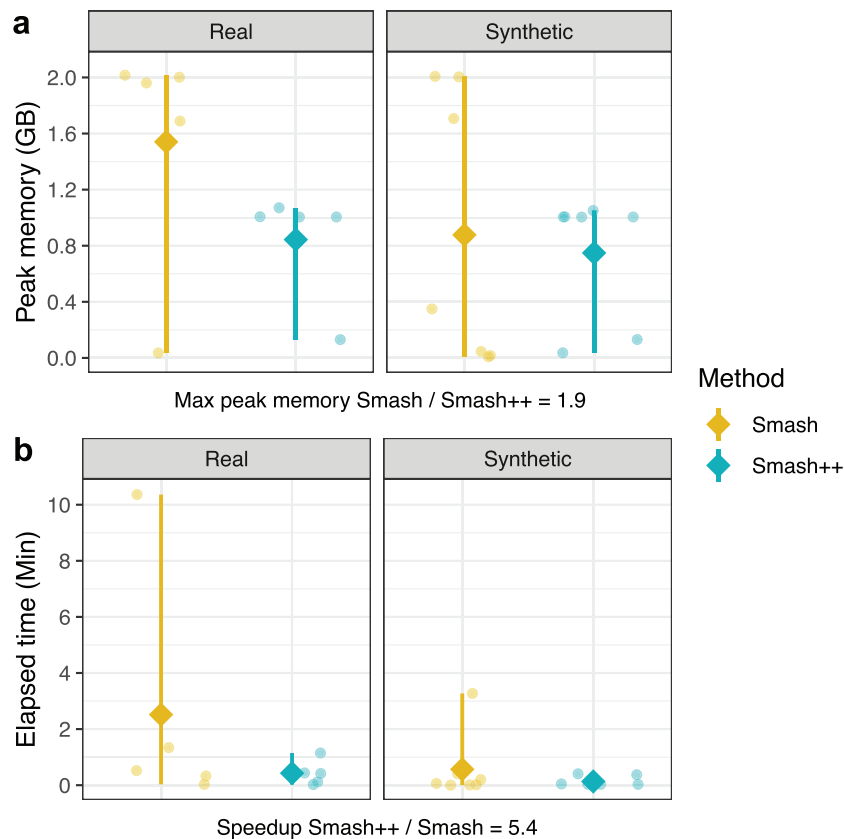 a
Real
Synthetic
Peak memory (GB)
2.0
1.6
1.2
0.8
0.4
0.0
Max peak memory Smash / Smash++ = 1.9
Method
Smash
Smash++
b
Real
Synthetic
Elapsed time (Min)
10
8
6
4
2
0
Speedup Smash++ / Smash = 5.4